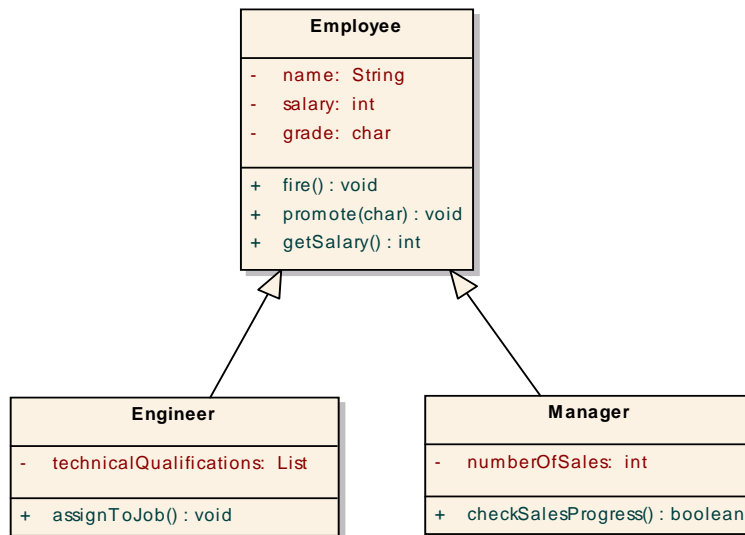 Employee
- name: String
- salary: int
- grade: char
+ fire() : void
+ promote(char) : void
+ getSalary() : int
Engineer
- technicalQualifications: List
+ assignToJob() : void
Manager
- numberOfSales: int
+ checkSalesProgress() : boolean